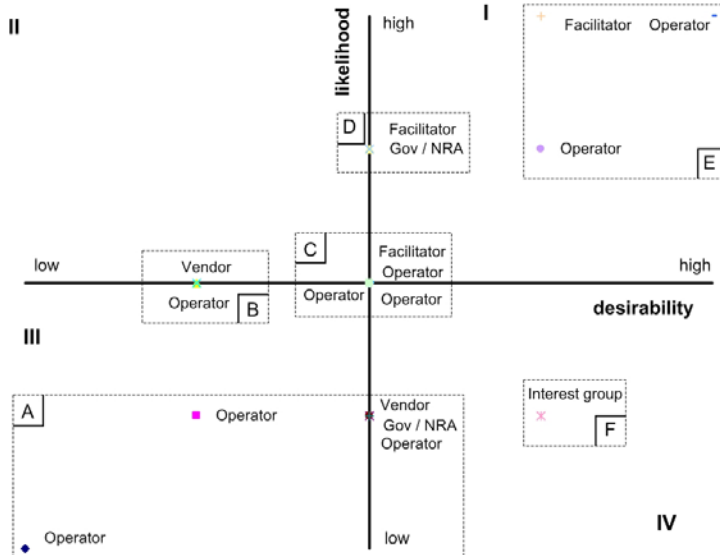 II
likelihood
high
I
Facilitator
Operator
D
Facilitator
Gov / NRA
Operator
E
low
Vendor
Operator
B
C
Facilitator
Operator
Operator
Operator
high
desirability
III
A
Operator
Vendor
Gov / NRA
Operator
Interest group
F
Operator
low
IV